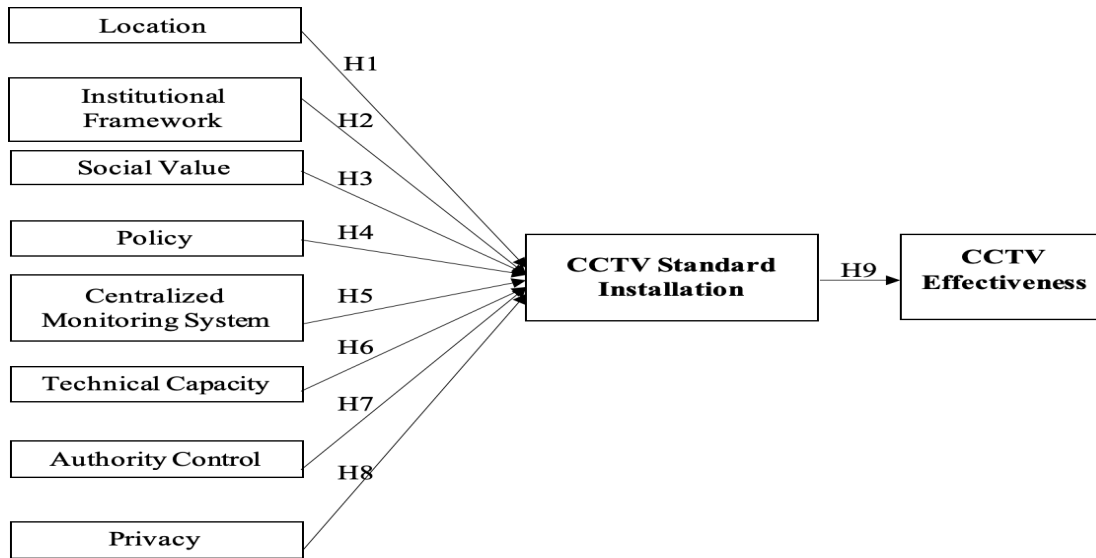 Location
H1
Institutional
Framework
H2
Social Value
H3
Policy
H4
Centralized
Monitoring System
H5
Technical Capacity
H6
Authority Control
H7
Privacy
H8
CCTV Standard
Installation
H9
CCTV
Effectiveness